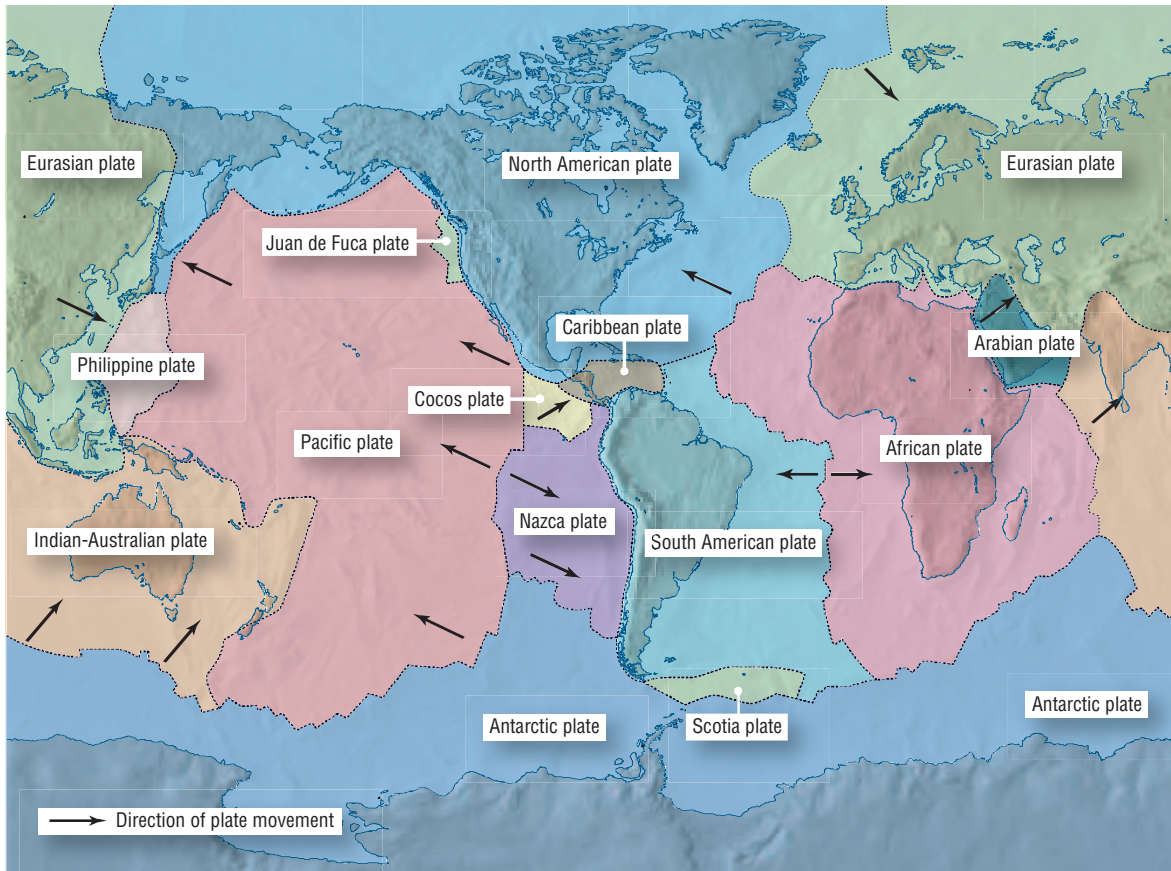 North American plate
Eurasian plate
Eurasian plate
Juan de Fuca plate
Caribbean plate
Arabian plate
Philippine plate
Cocos plate
Pacific plate
African plate
Nazca plate
Indian-Australian plate
South American plate
Antarctic plate
Antarctic plate
Scotia plate
Direction of plate movement